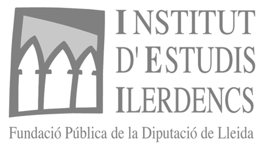 INSTITUT
D'ESTUDIS
ILERDENCS
Fundació Pública de la Diputació de Lleida